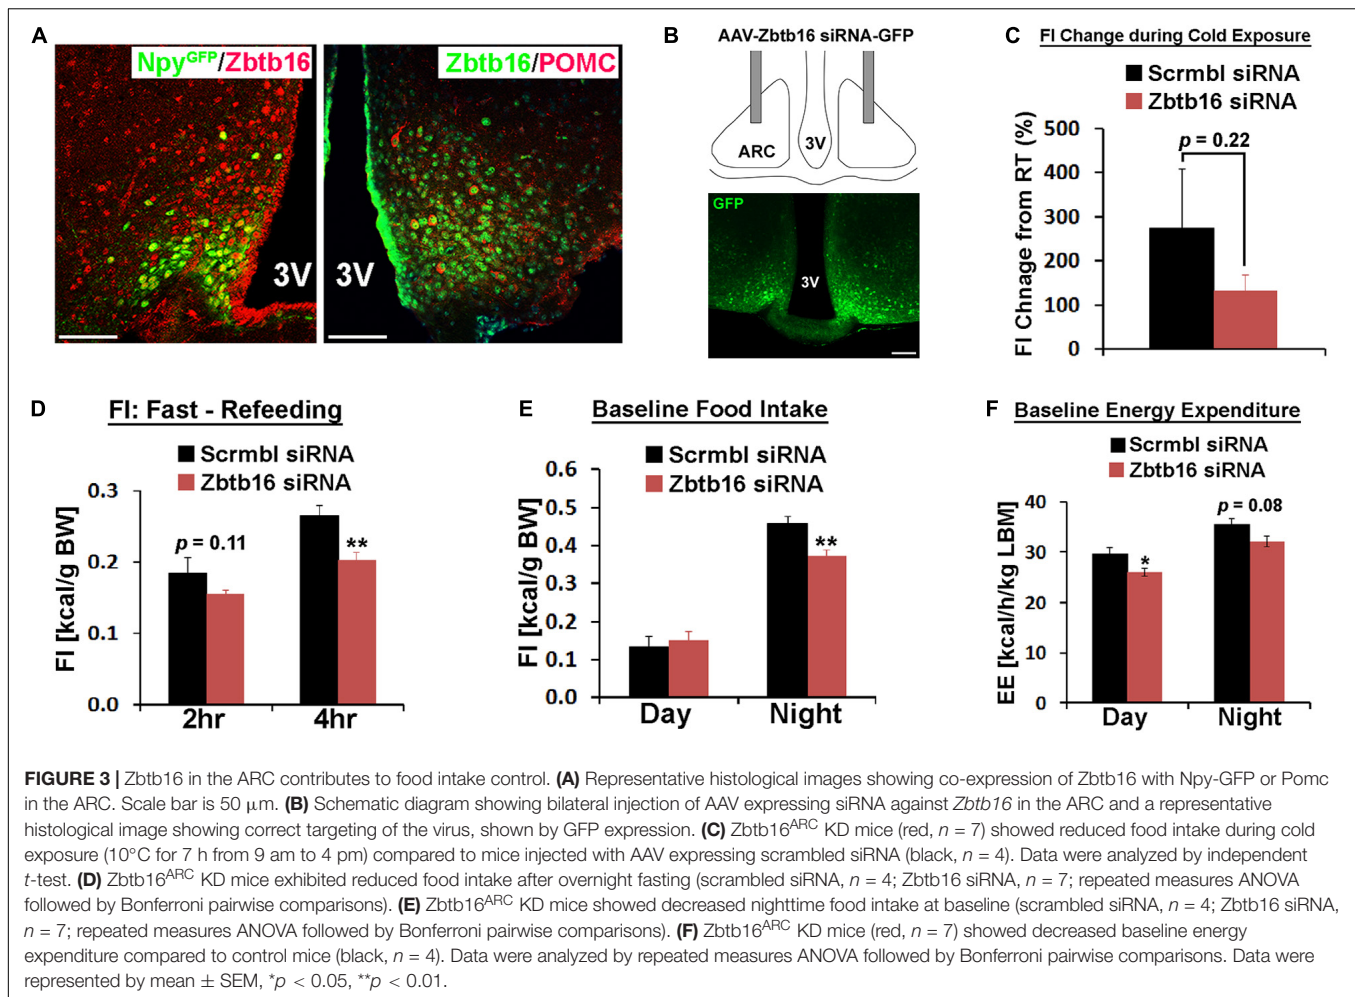 A
Npy^GFP/Zbtb16
3V
Zbtb16/POMC
3V
B
AAV-Zbtb16 siRNA-GFP
ARC
3V
GFP
3V
C
FI Change during Cold Exposure
Scrmbl siRNA
Zbtb16 siRNA
FI Chnage from RT (%)
500
400
300
200
100
0
p = 0.22
D
FI: Fast - Refeeding
Scrmbl siRNA
Zbtb16 siRNA
FI [kcal/g BW]
0.3
0.2
0.1
0.0
p = 0.11
**
2hr
4hr
E
Baseline Food Intake
Scrmbl siRNA
Zbtb16 siRNA
FI [kcal/g BW]
0.6
0.5
0.4
0.3
0.2
0.1
0.0
**
Day
Night
F
Baseline Energy Expenditure
Scrmbl siRNA
Zbtb16 siRNA
EE [kcal/h/kg LBM]
40
30
20
10
0
*
p = 0.08
Day
Night
FIGURE 3 | Zbtb16 in the ARC contributes to food intake control. (A) Representative histological images showing co-expression of Zbtb16 with Npy-GFP or Pomc
in the ARC. Scale bar is 50 μm. (B) Schematic diagram showing bilateral injection of AAV expressing siRNA against Zbtb16 in the ARC and a representative
histological image showing correct targeting of the virus, shown by GFP expression. (C) Zbtb16^ARC KD mice (red, n = 7) showed reduced food intake during cold
exposure (10°C for 7 h from 9 am to 4 pm) compared to mice injected with AAV expressing scrambled siRNA (black, n = 4). Data were analyzed by independent
t-test. (D) Zbtb16^ARC KD mice exhibited reduced food intake after overnight fasting (scrambled siRNA, n = 4; Zbtb16 siRNA, n = 7; repeated measures ANOVA
followed by Bonferroni pairwise comparisons). (E) Zbtb16^ARC KD mice showed decreased nighttime food intake at baseline (scrambled siRNA, n = 4; Zbtb16 siRNA,
n = 7; repeated measures ANOVA followed by Bonferroni pairwise comparisons). (F) Zbtb16^ARC KD mice (red, n = 7) showed decreased baseline energy
expenditure compared to control mice (black, n = 4). Data were analyzed by repeated measures ANOVA followed by Bonferroni pairwise comparisons. Data were
represented by mean ± SEM, *p < 0.05, **p < 0.01.